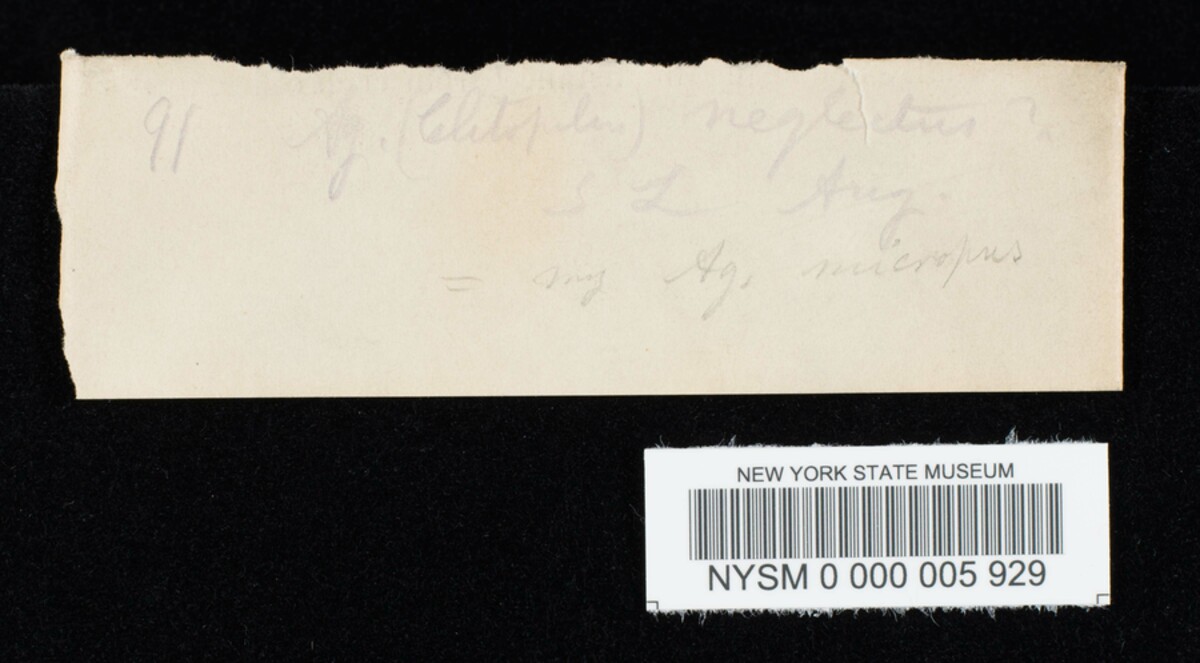 91 Ag. (Clitopilus) neglectus ?
S L Aug.
= my Ag. micropus
NEW YORK STATE MUSEUM
NYSM 0 000 005 929